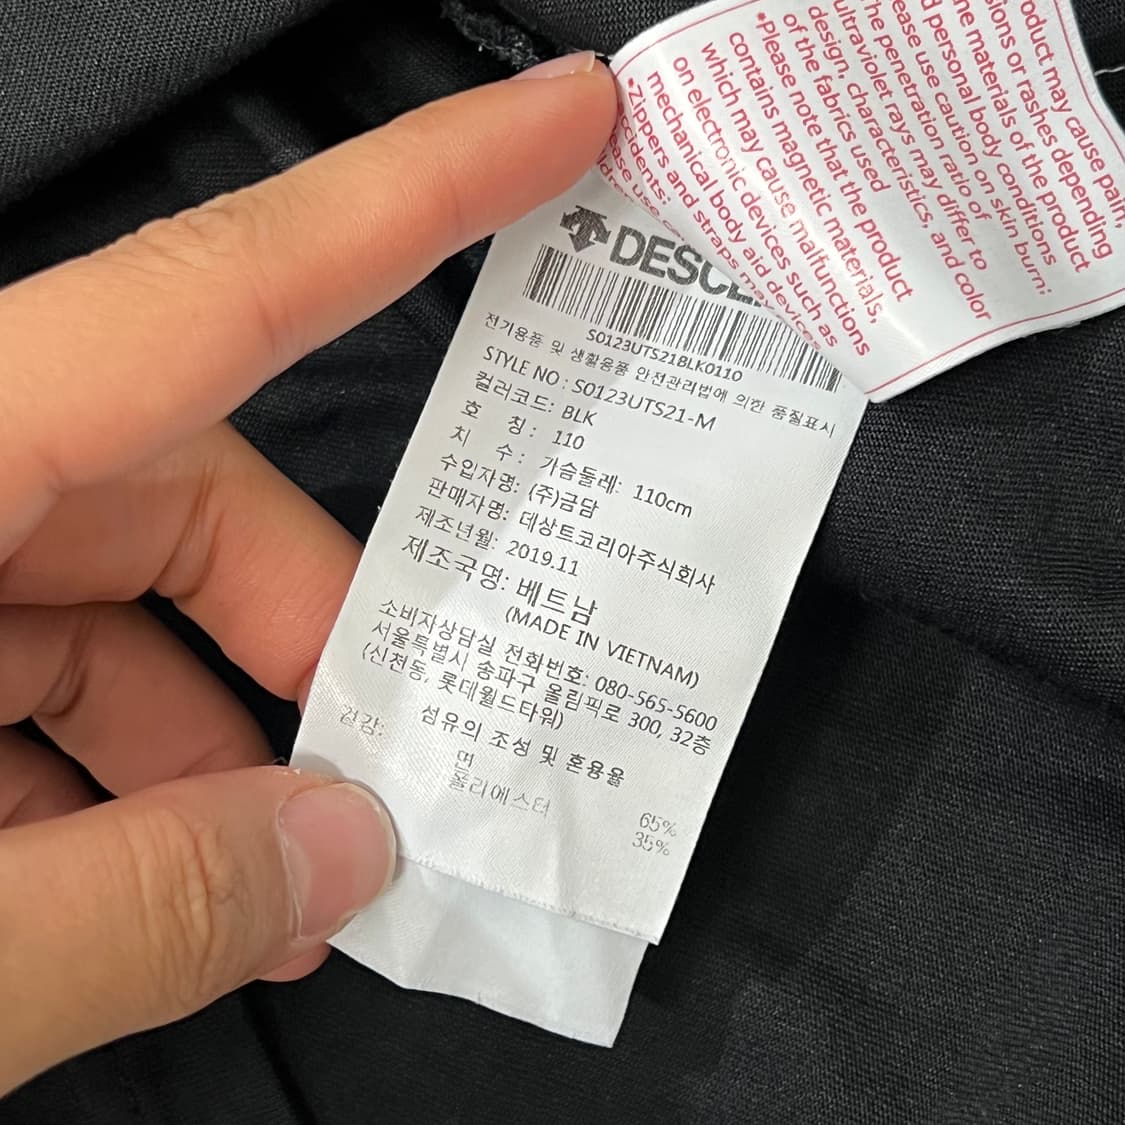 roduct may cause pain,
sions or rashes depending
ne materials of the product
d personal body conditions
ease use caution on skin burn;
he penetration ratio of
ultraviolet rays may differ to
design, characteristics, and color
of the fabrics used
*Please note that the product
contains magnetic materials,
which may cause malfunctions
on electronic devices such as
mechanical body aid devices
*Zippers and straps may
ccidents;
ease use
DESCE
S0123UTS21BLK0110
전기용품 및 생활용품 안전관리법에 의한 품질표시
STYLE NO : S0123UTS21-M
컬러코드: BLK
호 칭: 110
치 수: 가슴둘레: 110cm
수입자명: (주)금담
판매자명: 데상트코리아주식회사
제조년월: 2019.11
제조국명: 베트남
(MADE IN VIETNAM)
소비자상담실 전화번호: 080-565-5600
서울특별시 송파구 올림픽로 300, 32층
(신천동, 롯데월드타워)
섬유의 조성 및 혼용율
겉감:
면 65%
폴리에스터 35%